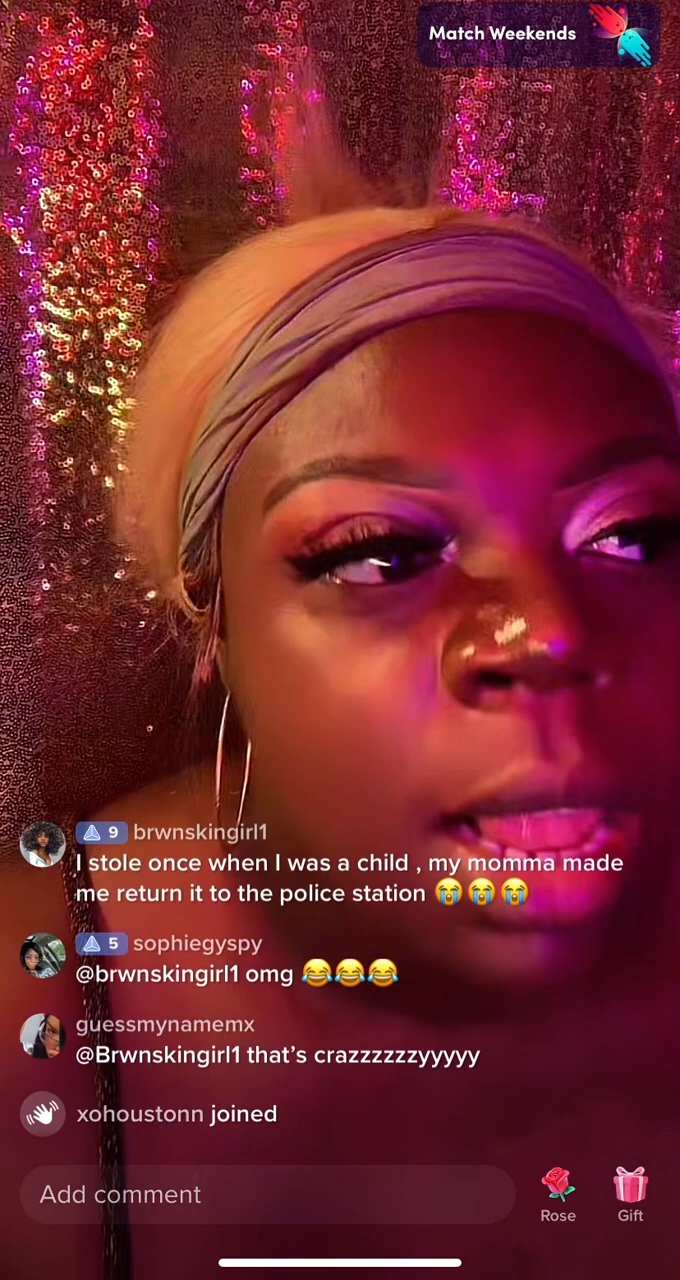 Match Weekends
9 brwnskingirl1
I stole once when I was a child , my momma made
me return it to the police station 😭😭😭
5 sophiegyspy
@brwnskingirl1 omg 😂😂😂
guessmynamemx
@Brwnskingirl1 that’s crazzzzzzyyyyy
xohoustonn joined
Add comment
Rose
Gift